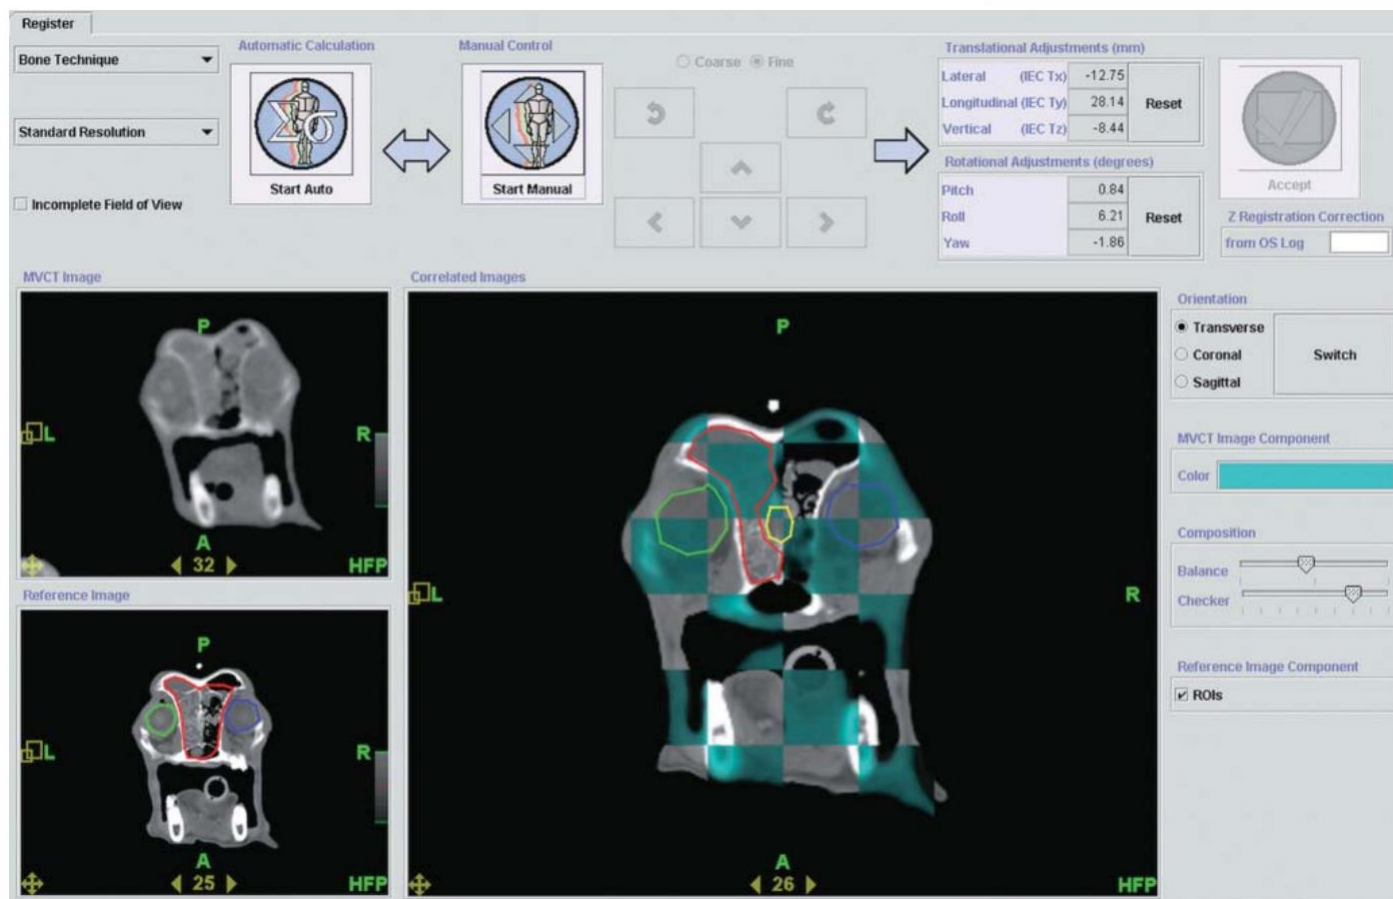 Register
Bone Technique
Standard Resolution
Incomplete Field of View
Automatic Calculation
Start Auto
Manual Control
Start Manual
Coarse Fine
Translational Adjustments (mm)
Lateral (IEC Tx) -12.75
Longitudinal (IEC Ty) 28.14
Vertical (IEC Tz) -8.44
Reset
Rotational Adjustments (degrees)
Pitch 0.84
Roll 6.21
Yaw -1.86
Reset
Accept
Z Registration Correction
from OS Log
MVCT Image
P
L
R
A
32
HFP
Reference Image
P
L
R
A
25
HFP
Correlated Images
P
L
R
A
26
HFP
Orientation
Transverse
Coronal
Sagittal
Switch
MVCT Image Component
Color
Composition
Balance
Checker
Reference Image Component
ROIs